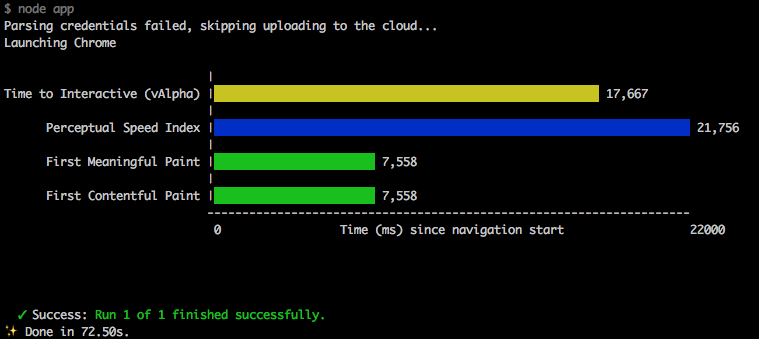 $ node app
Parsing credentials failed, skipping uploading to the cloud...
Launching Chrome
Time to Interactive (vAlpha) 17,667
Perceptual Speed Index 21,756
First Meaningful Paint 7,558
First Contentful Paint 7,558
0 Time (ms) since navigation start 22000
✓ Success: Run 1 of 1 finished successfully.
✨ Done in 72.50s.